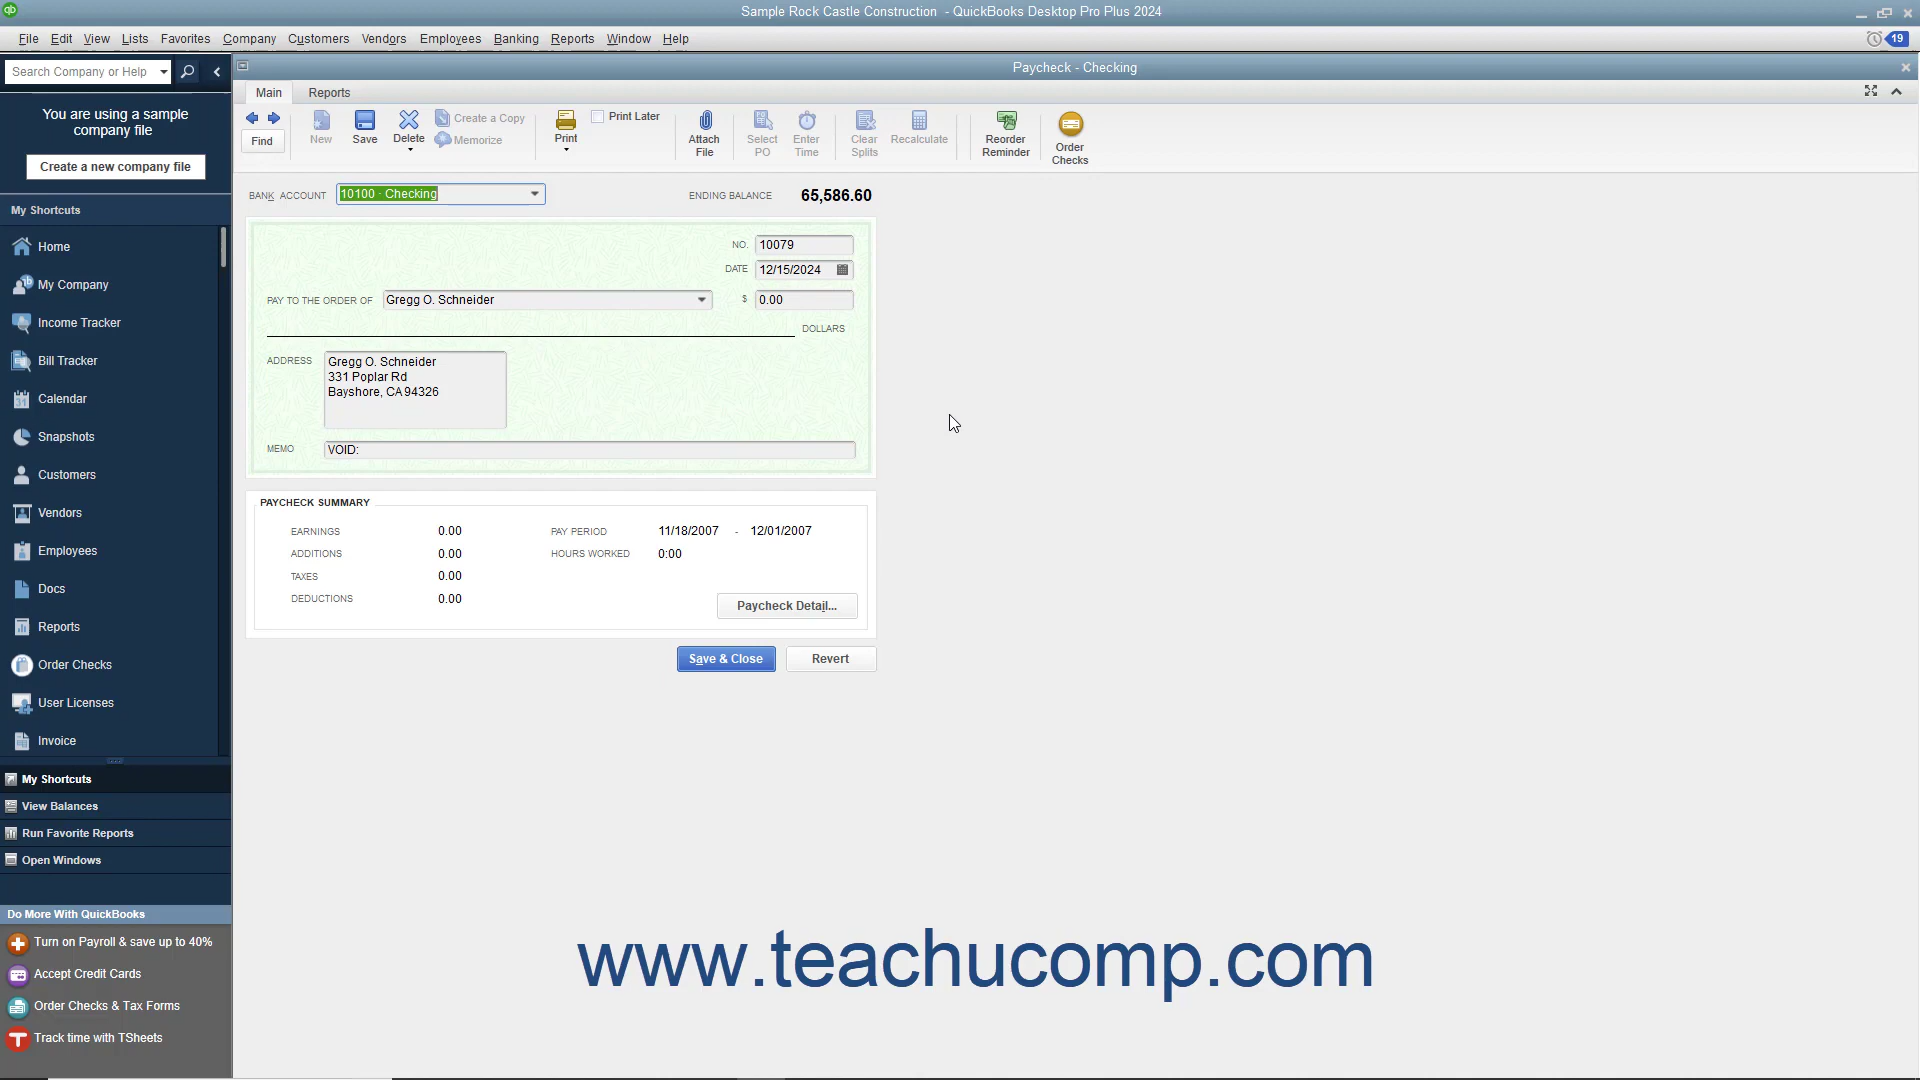 qb
Sample Rock Castle Construction - QuickBooks Desktop Pro Plus 2024
File Edit View Lists Favorites Company Customers Vendors Employees Banking Reports Window Help
19
Search Company or Help
Paycheck - Checking
Main Reports
You are using a sample
company file
Create a new company file
Find
New
Save
Delete
Create a Copy
Memorize
Print
Print Later
Attach
File
Select
PO
Enter
Time
Clear
Splits
Recalculate
Reorder
Reminder
Order
Checks
BANK ACCOUNT 10100 · Checking ENDING BALANCE 65,586.60
NO. 10079
DATE 12/15/2024
PAY TO THE ORDER OF Gregg O. Schneider $ 0.00
DOLLARS
ADDRESS Gregg O. Schneider
331 Poplar Rd
Bayshore, CA 94326
MEMO VOID:
PAYCHECK SUMMARY
EARNINGS 0.00 PAY PERIOD 11/18/2007 - 12/01/2007
ADDITIONS 0.00 HOURS WORKED 0:00
TAXES 0.00
DEDUCTIONS 0.00
Paycheck Detail...
Save & Close Revert
My Shortcuts
Home
My Company
Income Tracker
Bill Tracker
Calendar
Snapshots
Customers
Vendors
Employees
Docs
Reports
Order Checks
User Licenses
Invoice
My Shortcuts
View Balances
Run Favorite Reports
Open Windows
Do More With QuickBooks
Turn on Payroll & save up to 40%
Accept Credit Cards
Order Checks & Tax Forms
Track time with TSheets
www.teachucomp.com